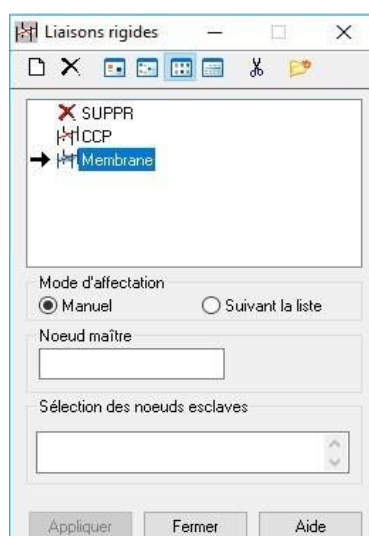 Liaisons rigides
SUPPR
CCP
Membrane
Mode d'affectation
Manuel
Suivant la liste
Noeud maître
Sélection des noeuds esclaves
Appliquer
Fermer
Aide